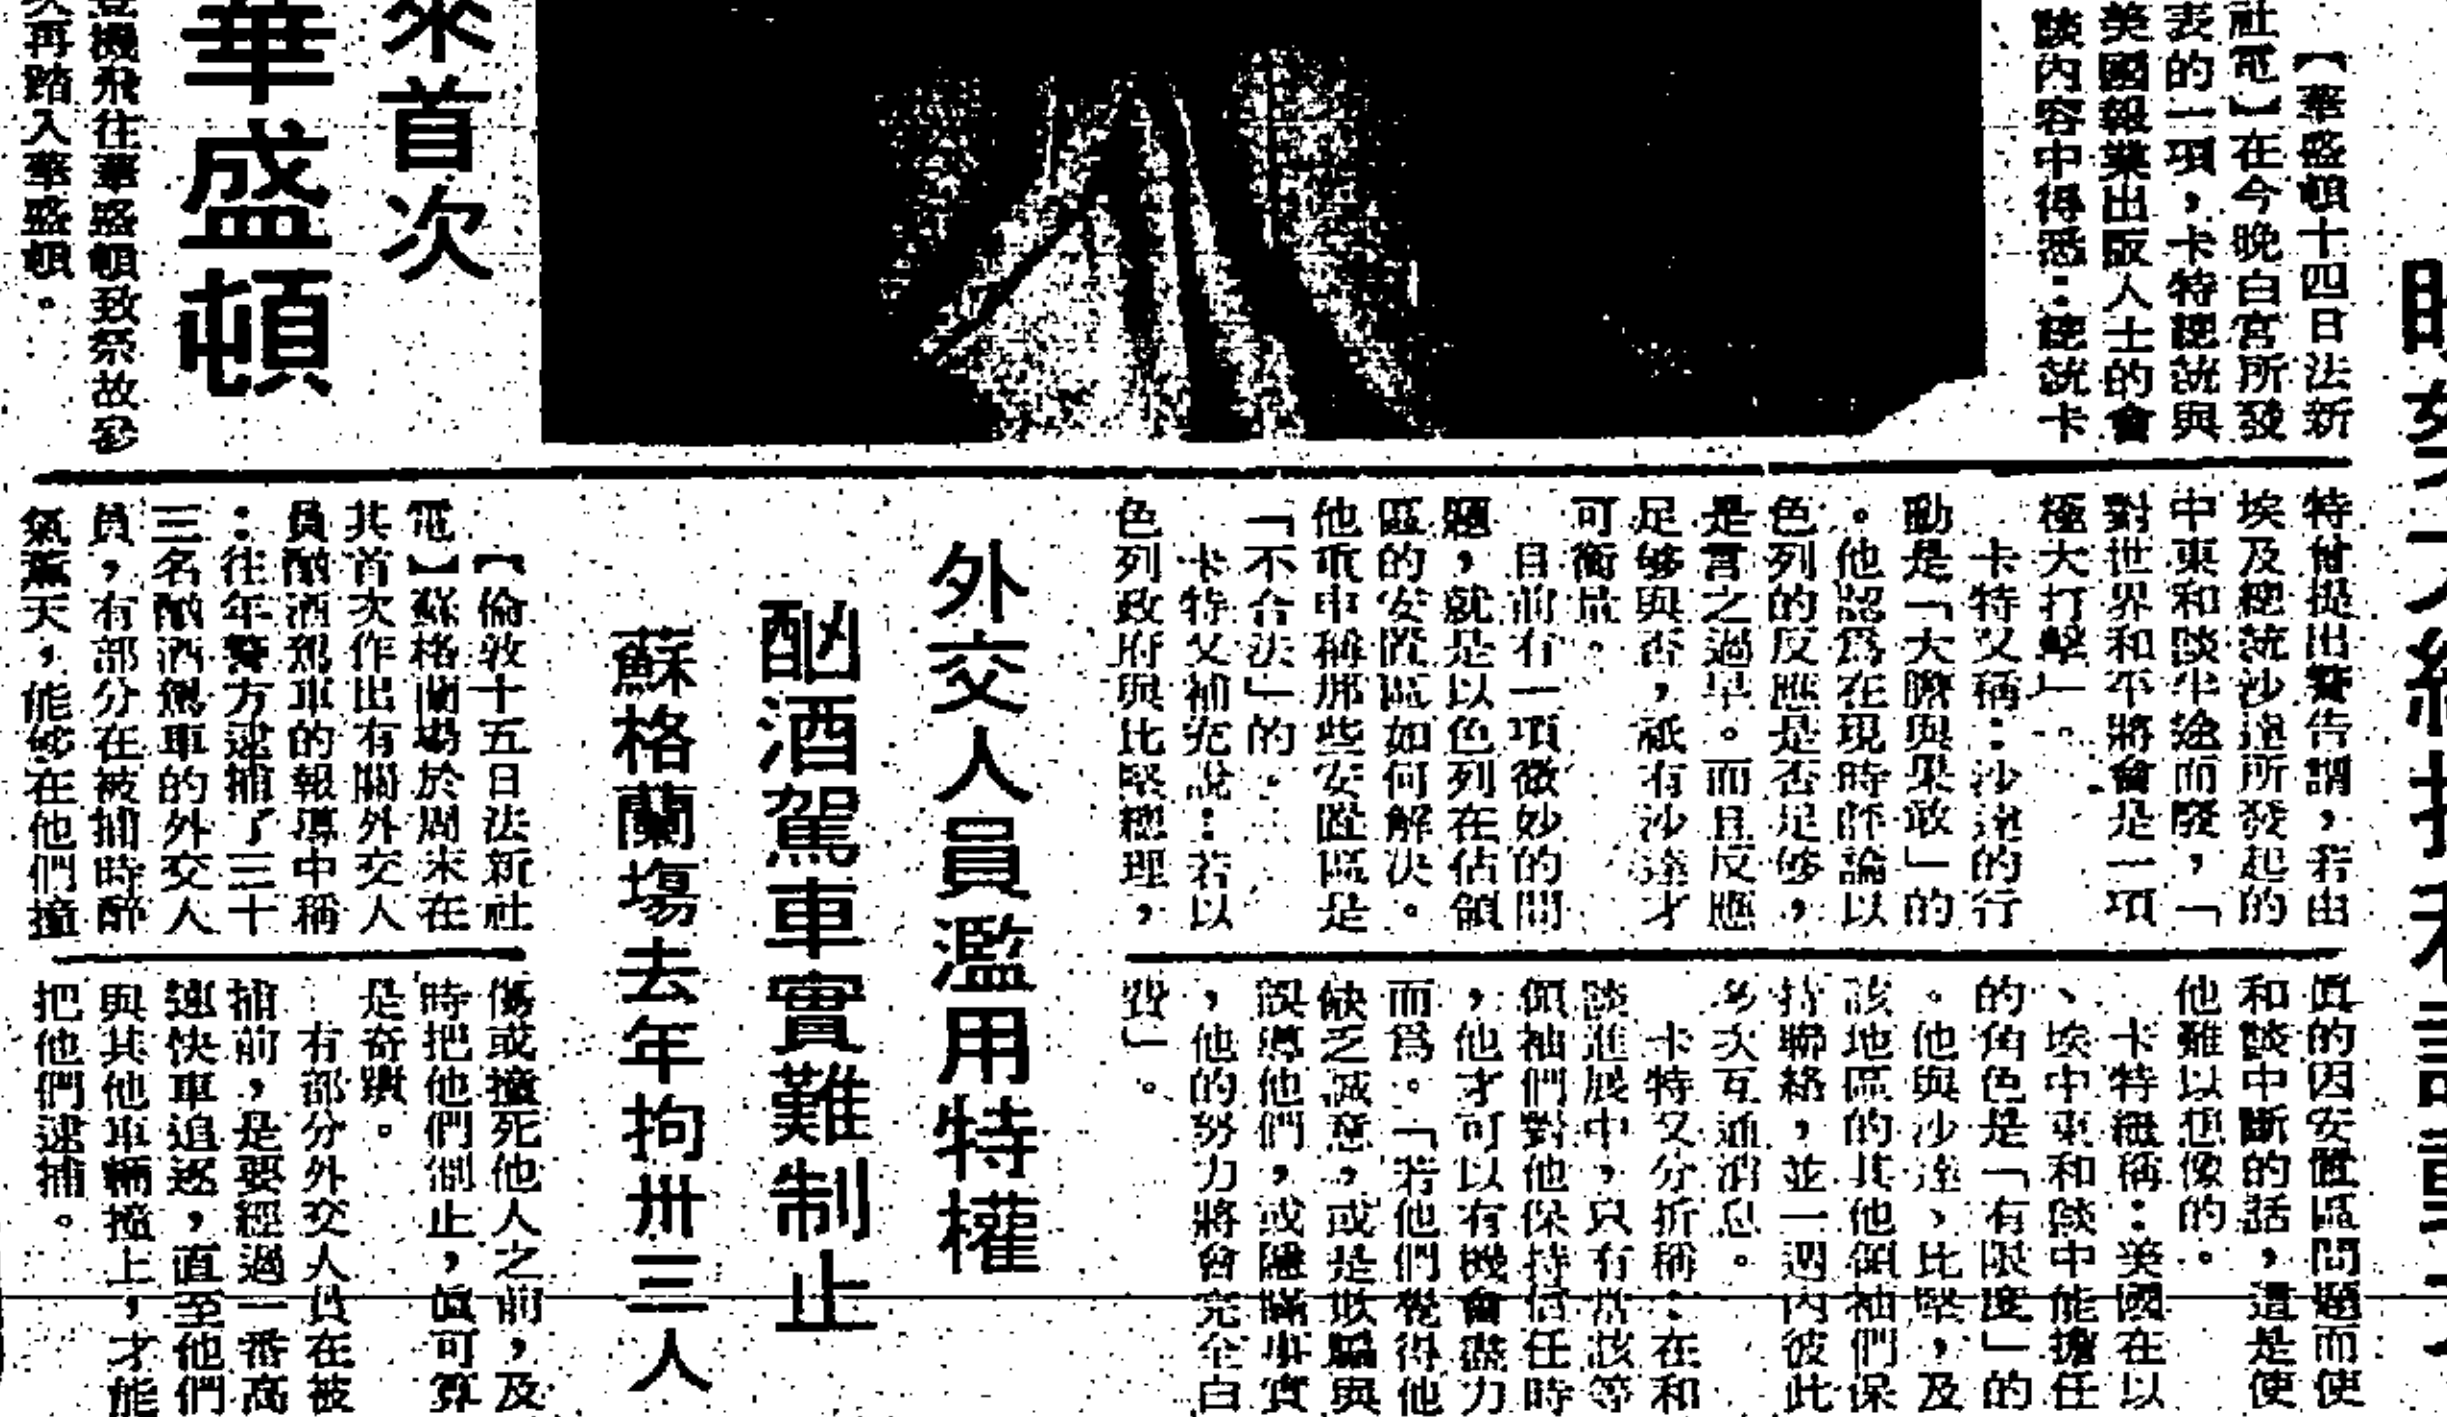 【華盛頓十四日法新
社電】在今晚白宮所發
表的一項，卡特總統與
美國報業出版人士的會
談內容中得悉：總統卡
特曾提出警告謂，若由
埃及總統沙達所發起的
中東和談半途而廢，「
對世界和平將會是一項
極大打擊」。
卡特又稱：沙達的行
動是「大膽與果敢」的
。他認爲在現時評論以
色列的反應是否足够，
是言之過早。而且反應
足够與否，祇有沙達才
可衡量。
目前有一項微妙的問
題，就是以色列在佔領
區的安置區如何解决。
他重申稱那些安置區是
「不合法」的。
卡特又補充說：若以
色列政府與比堅總理，
眞的因安置區問題而使
和談中斷的話，這是使
他難以想像的。
卡特繼稱：美國在以
、埃中東和談中能擔任
的角色是「有限度」的
。他與沙達、比堅，及
該地區的其他領袖們保
持聯絡，並一週內彼此
多次互通消息。
卡特又分折稱：在和
談進展中，只有當該等
領袖們對他保持信任時
，他才可以有機會盡力
而爲。「若他們覺得他
缺乏誠意，或是欺騙與
誤導他們，或隱瞞事實
，他的努力將會完全白
費」。
來首次
華盛頓
登機飛往華盛頓致祭故參
次再踏入華盛頓。
外交人員濫用特權
酗酒駕車實難制止
蘇格蘭塲去年拘卅三人
【倫敦十五日法新社
電】蘇格蘭場於周末在
其首次作出有關外交人
員酗酒駕車的報導中稱
：往年警方逮捕了三十
三名酗酒駕車的外交人
員，有部分在被捕時醉
氣薰天，能够在他們撞
傷或撞死他人之前，及
時把他們制止，眞可算
是奇蹟。
有部分外交人員在被
捕前，是要經過一番高
速快車追逐，直至他們
與其他車輛撞上，才能
把他們逮捕。